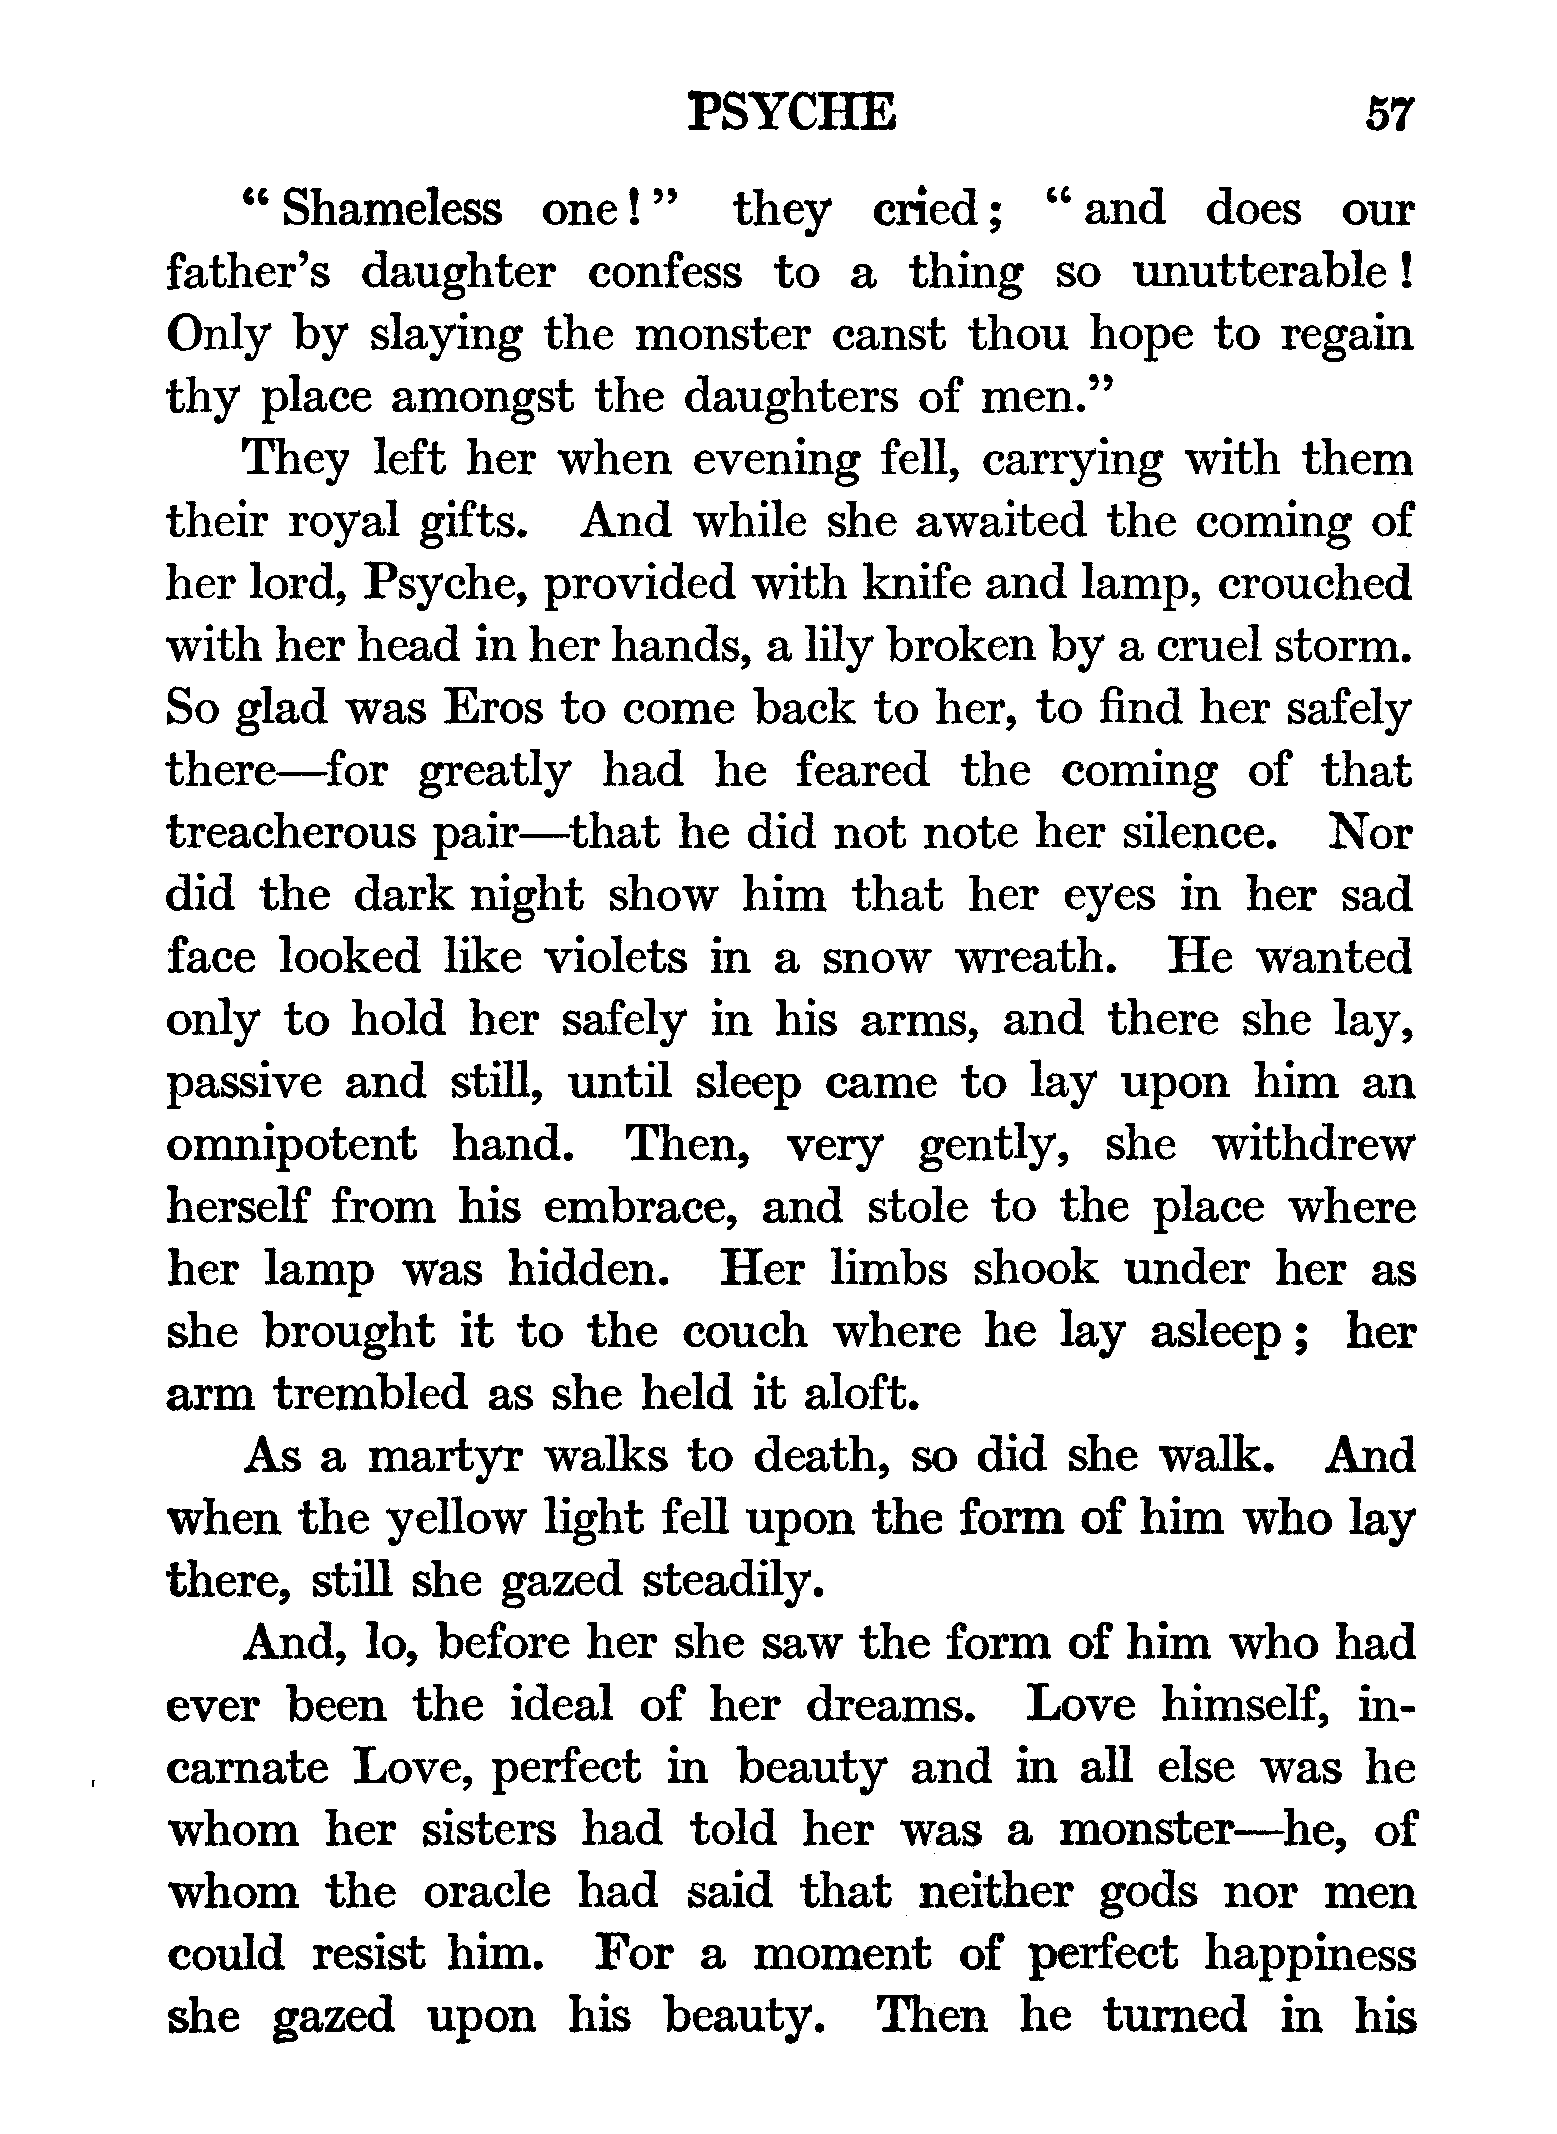 PSYCHE 57
“ Shameless one ! ” they cried ; “ and does our
father’s daughter confess to a thing so unutterable !
Only by slaying the monster canst thou hope to regain
thy place amongst the daughters of men.”
They left her when evening fell, carrying with them
their royal gifts. And while she awaited the coming of
her lord, Psyche, provided with knife and lamp, crouched
with her head in her hands, a lily broken by a cruel storm.
So glad was Eros to come back to her, to find her safely
there—for greatly had he feared the coming of that
treacherous pair—that he did not note her silence. Nor
did the dark night show him that her eyes in her sad
face looked like violets in a snow wreath. He wanted
only to hold her safely in his arms, and there she lay,
passive and still, until sleep came to lay upon him an
omnipotent hand. Then, very gently, she withdrew
herself from his embrace, and stole to the place where
her lamp was hidden. Her limbs shook under her as
she brought it to the couch where he lay asleep ; her
arm trembled as she held it aloft.
As a martyr walks to death, so did she walk. And
when the yellow light fell upon the form of him who lay
there, still she gazed steadily.
And, lo, before her she saw the form of him who had
ever been the ideal of her dreams. Love himself, in-
carnate Love, perfect in beauty and in all else was he
whom her sisters had told her was a monster—he, of
whom the oracle had said that neither gods nor men
could resist him. For a moment of perfect happiness
she gazed upon his beauty. Then he turned in his